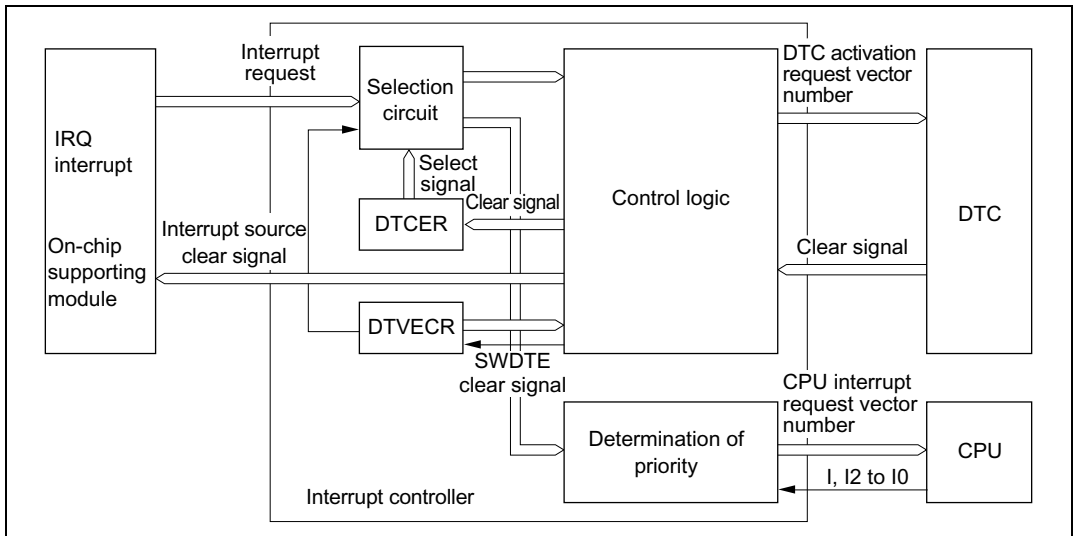 Interrupt
request
DTC activation
request vector
number
Selection
circuit
IRQ
interrupt
Select
signal
Control logic
DTC
DTCER
Clear signal
Interrupt source
clear signal
On-chip
supporting
module
Clear signal
DTVECR
SWDTE
clear signal
CPU interrupt
request vector
number
Determination of
priority
CPU
I, I2 to I0
Interrupt controller